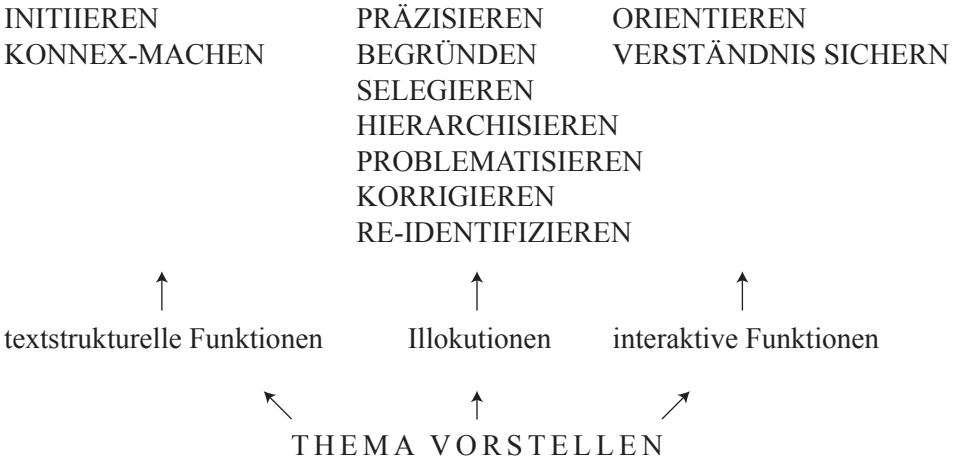 INITIIEREN PRÄZISIEREN ORIENTIEREN
KONNEX-MACHEN BEGRÜNDEN VERSTÄNDNIS SICHERN
SELEGIEREN
HIERARCHISIEREN
PROBLEMATISIEREN
KORRIGIEREN
RE-IDENTIFIZIEREN
textstrukturelle Funktionen Illokutionen interaktive Funktionen
THEMA VORSTELLEN